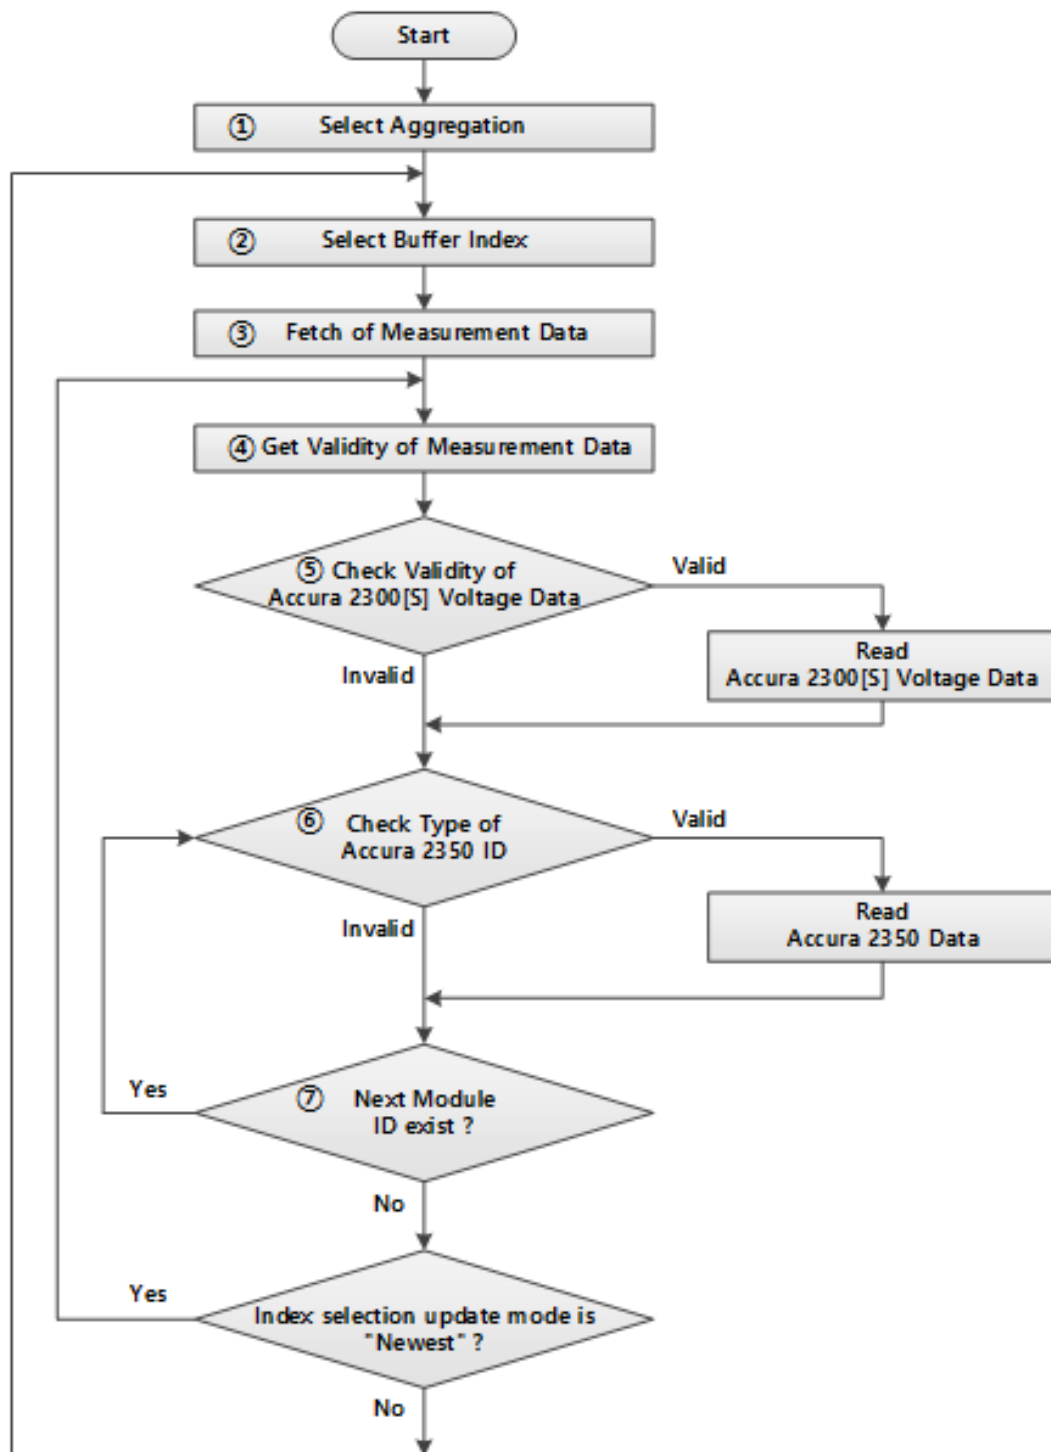 Start
① Select Aggregation
② Select Buffer Index
③ Fetch of Measurement Data
④ Get Validity of Measurement Data
⑤ Check Validity of
Accura 2300[S] Voltage Data
Valid
Read
Accura 2300[S] Voltage Data
Invalid
⑥ Check Type of
Accura 2350 ID
Valid
Read
Accura 2350 Data
Invalid
⑦ Next Module
ID exist ?
Yes
No
Index selection update mode is
"Newest" ?
Yes
No